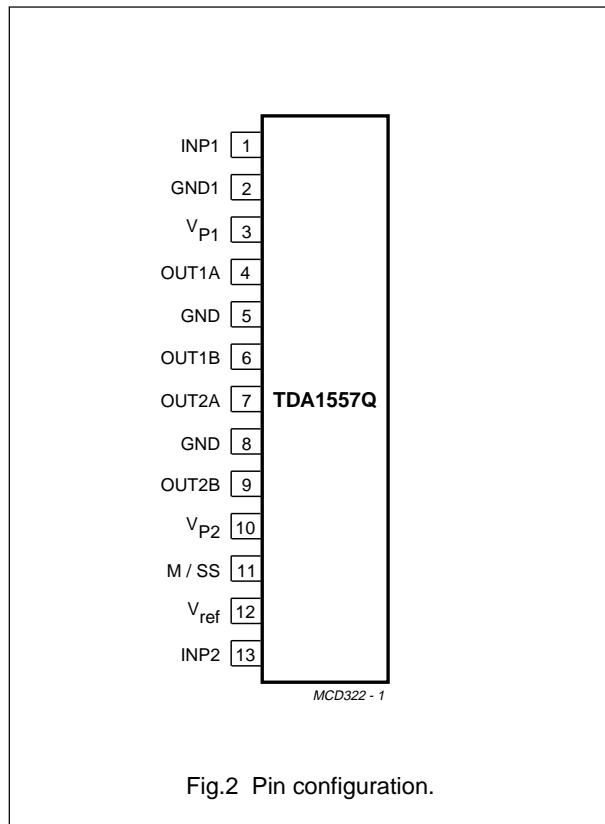 INP1 1
GND1 2
VP1 3
OUT1A 4
GND 5
OUT1B 6
OUT2A 7 TDA1557Q
GND 8
OUT2B 9
VP2 10
M / SS 11
Vref 12
INP2 13
MCD322 - 1
Fig.2 Pin configuration.